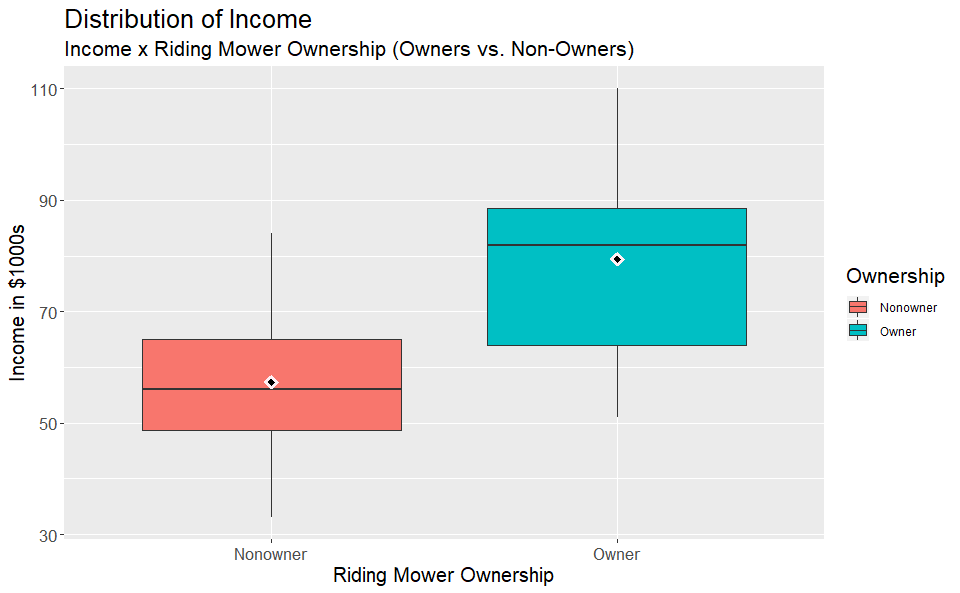 Distribution of Income
Income x Riding Mower Ownership (Owners vs. Non-Owners)
Income in $1000s
110
90
70
50
30
Nonowner
Owner
Riding Mower Ownership
Ownership
Nonowner
Owner